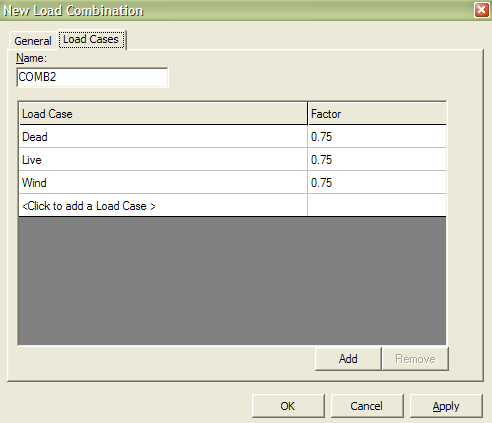 New Load Combination
General Load Cases
Name:
COMB2
Load Case Factor
Dead 0.75
Live 0.75
Wind 0.75
<Click to add a Load Case >
Add Remove
OK Cancel Apply